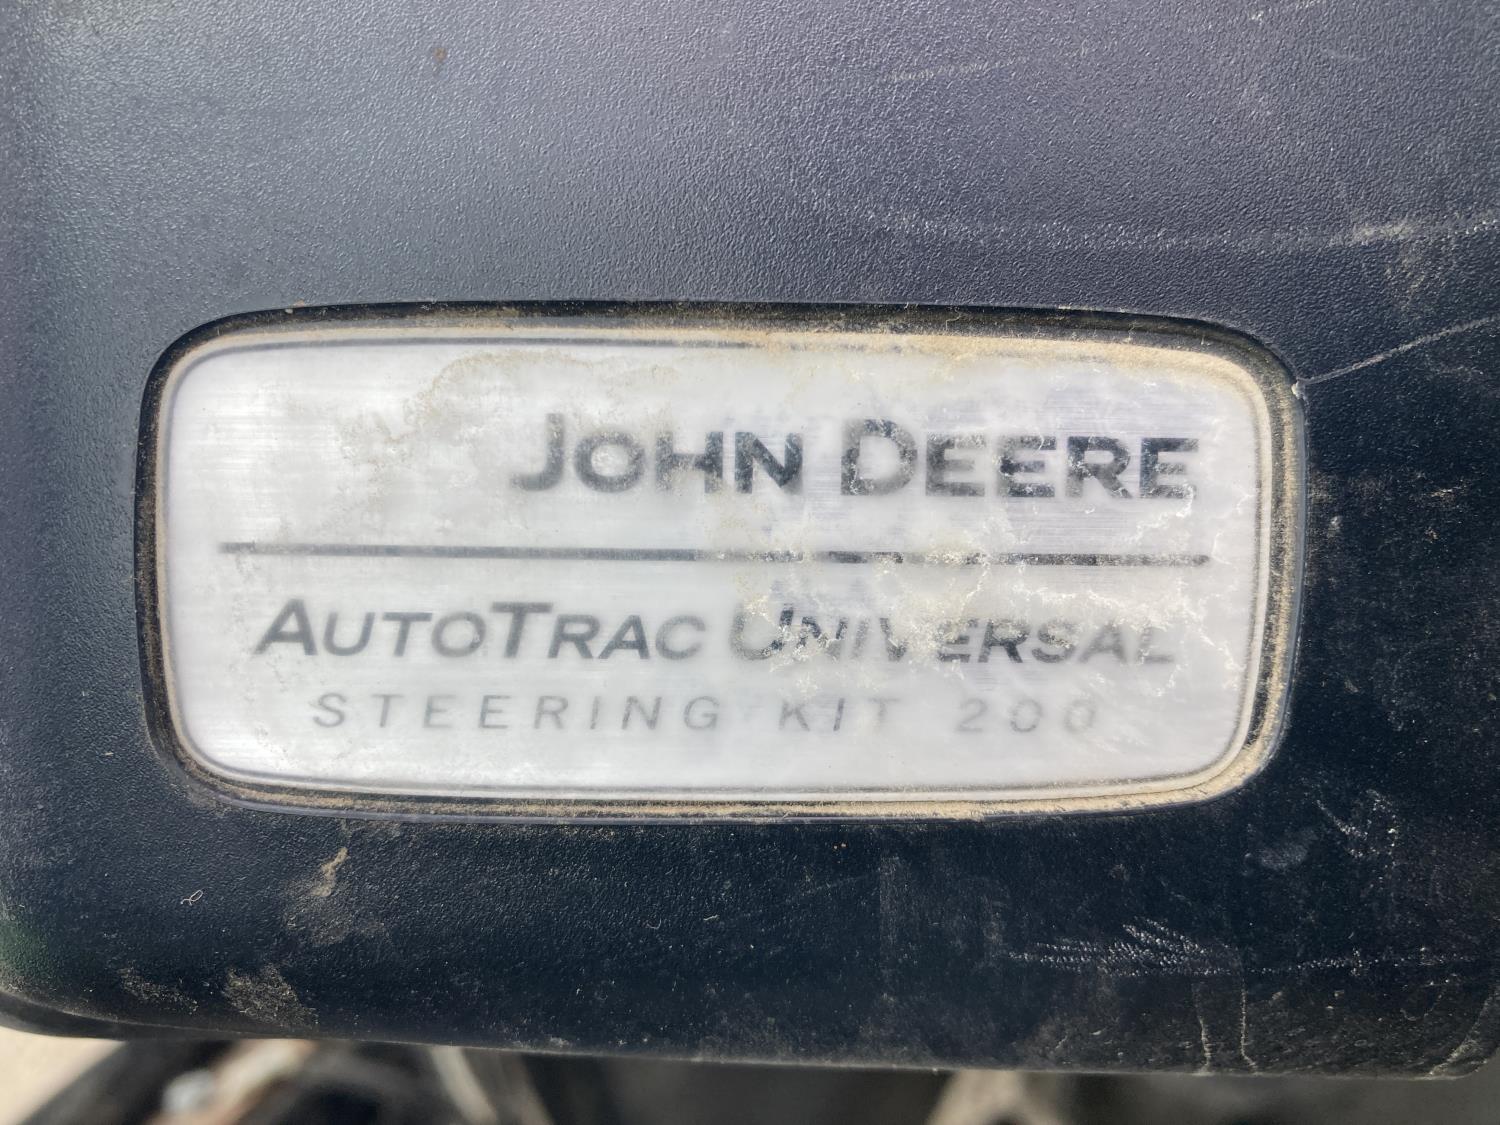 JOHN DEERE
AUTOTRAC UNIVERSAL
STEERING KIT 200